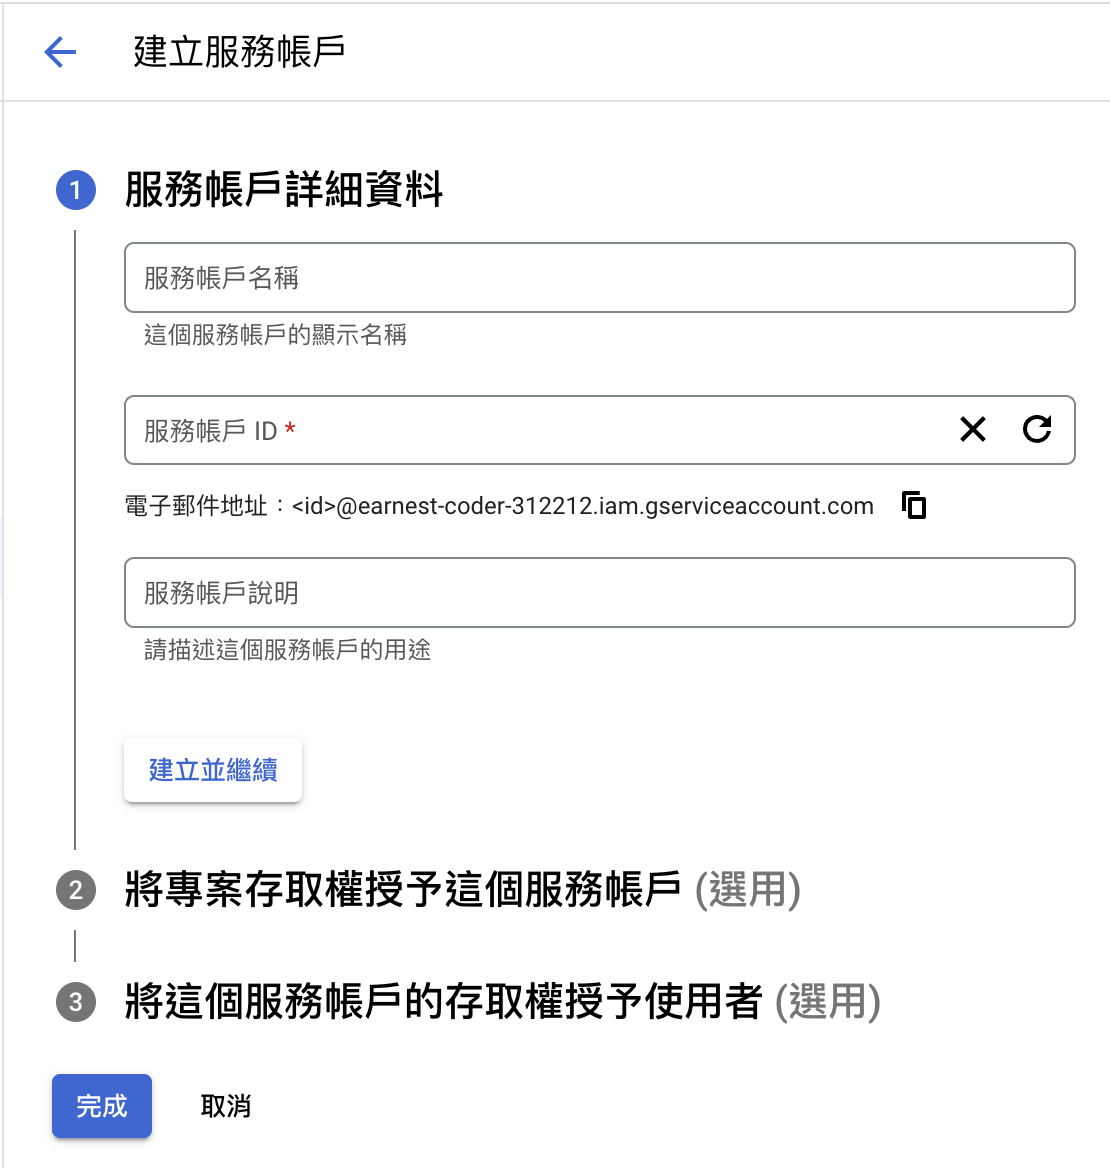 建立服務帳戶
1 服務帳戶詳細資料
服務帳戶名稱
這個服務帳戶的顯示名稱
服務帳戶 ID *
電子郵件地址：<id>@earnest-coder-312212.iam.gserviceaccount.com
服務帳戶說明
請描述這個服務帳戶的用途
建立並繼續
2 將專案存取權授予這個服務帳戶 (選用)
3 將這個服務帳戶的存取權授予使用者 (選用)
完成 取消